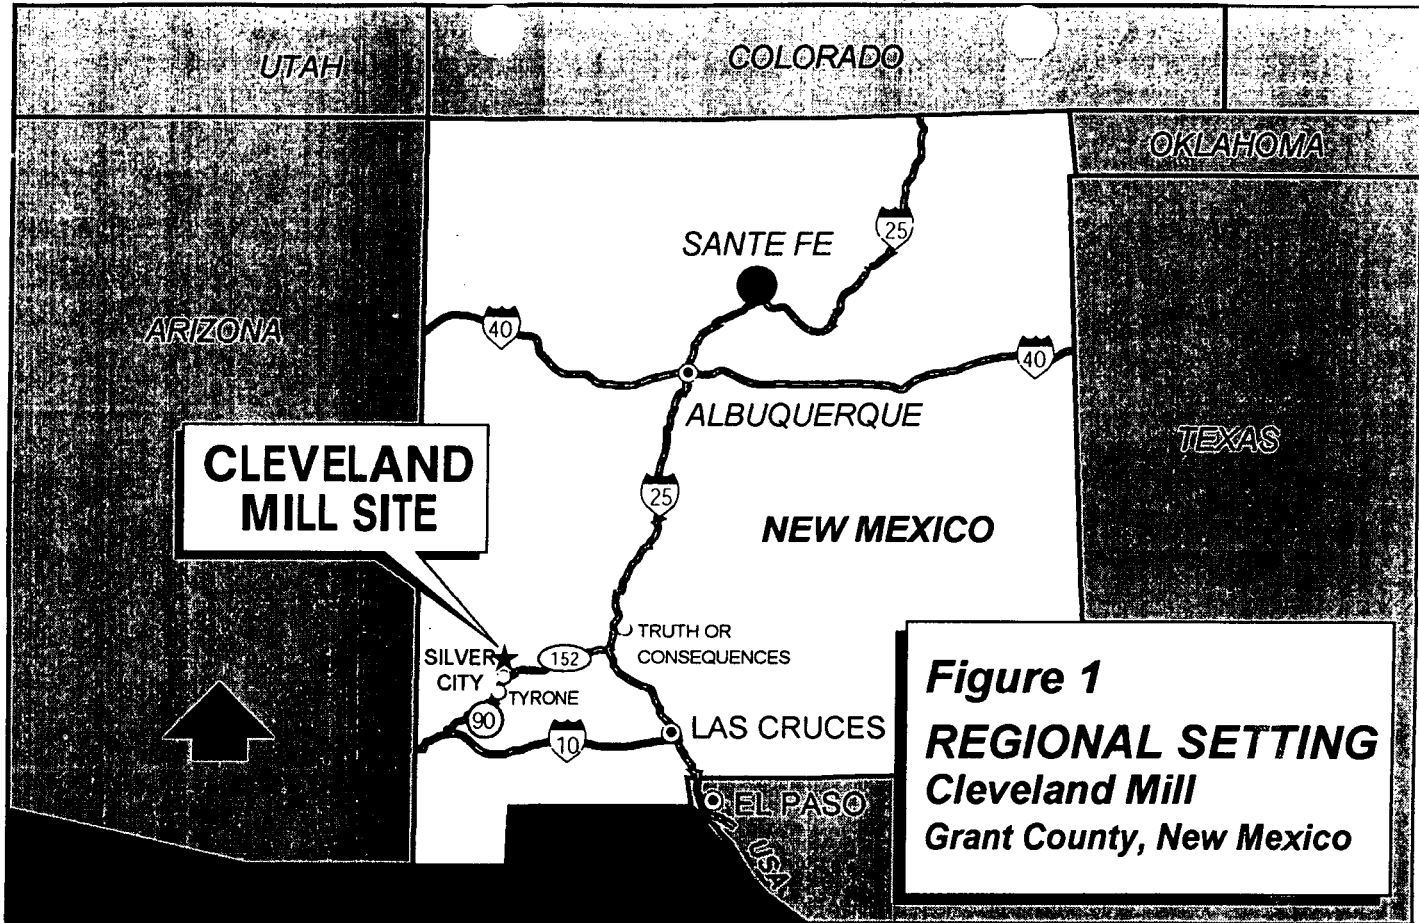 UTAH
COLORADO
OKLAHOMA
25
SANTE FE
ARIZONA
40
40
ALBUQUERQUE
TEXAS
CLEVELAND
MILL SITE
25
NEW MEXICO
TRUTH OR
CONSEQUENCES
SILVER
CITY
152
TYRONE
90
10
LAS CRUCES
EL PASO
USA
Figure 1
REGIONAL SETTING
Cleveland Mill
Grant County, New Mexico